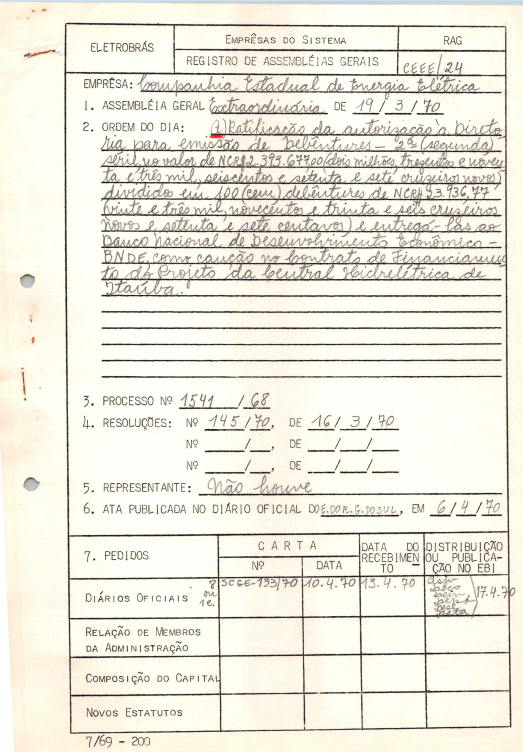 ELETROBRÁS
EMPRÊSAS DO SISTEMA
RAG
REGISTRO DE ASSEMBLÉIAS GERAIS
CEEE/24
EMPRÊSA: Companhia Estadual de Energia Elétrica
1. ASSEMBLÉIA GERAL Extraordinária DE 19/3/70
2. ORDEM DO DIA: a) Ratificação da autorização à Direto
ria para emissão de Debêntures - 2ª (segunda)
série, no valor de NCR$2.393.677,00 (dois milhões, trezentos e noven
ta e três mil, seiscentos e setenta e sete cruzeiros novos)
divididos em 100 (cem) debêntures de NCR$23.936,77
(vinte e três mil, novecentos e trinta e seis cruzeiros
novos e setenta e sete centavos) e entregá-las ao
Banco Nacional de Desenvolvimento Econômico -
BNDE, como caução no Contrato de Financiamen
to do Projeto da Central Hidrelétrica de
Itaúba.
3. PROCESSO Nº 1541 / 68
4. RESOLUÇÕES: Nº 145/70, DE 16/3/70
Nº / , DE / /
Nº / , DE / /
5. REPRESENTANTE: Não houve
6. ATA PUBLICADA NO DIÁRIO OFICIAL DO E.DO R.G.DO SUL, EM 6/4/70
7. PEDIDOS
CARTA
DATA DO RECEBIMEN
TO
DISTRIBUIÇÃO
OU PUBLICA-
ÇÃO NO EBI
Nº
DATA
DIÁRIOS OFICIAIS 8 ou 1e. SCGE-133/70 10.4.70 13.4.70 17.4.70
RELAÇÃO DE MEMBROS
DA ADMINISTRAÇÃO
COMPOSIÇÃO DO CAPITAL
NOVOS ESTATUTOS
7/69 - 200